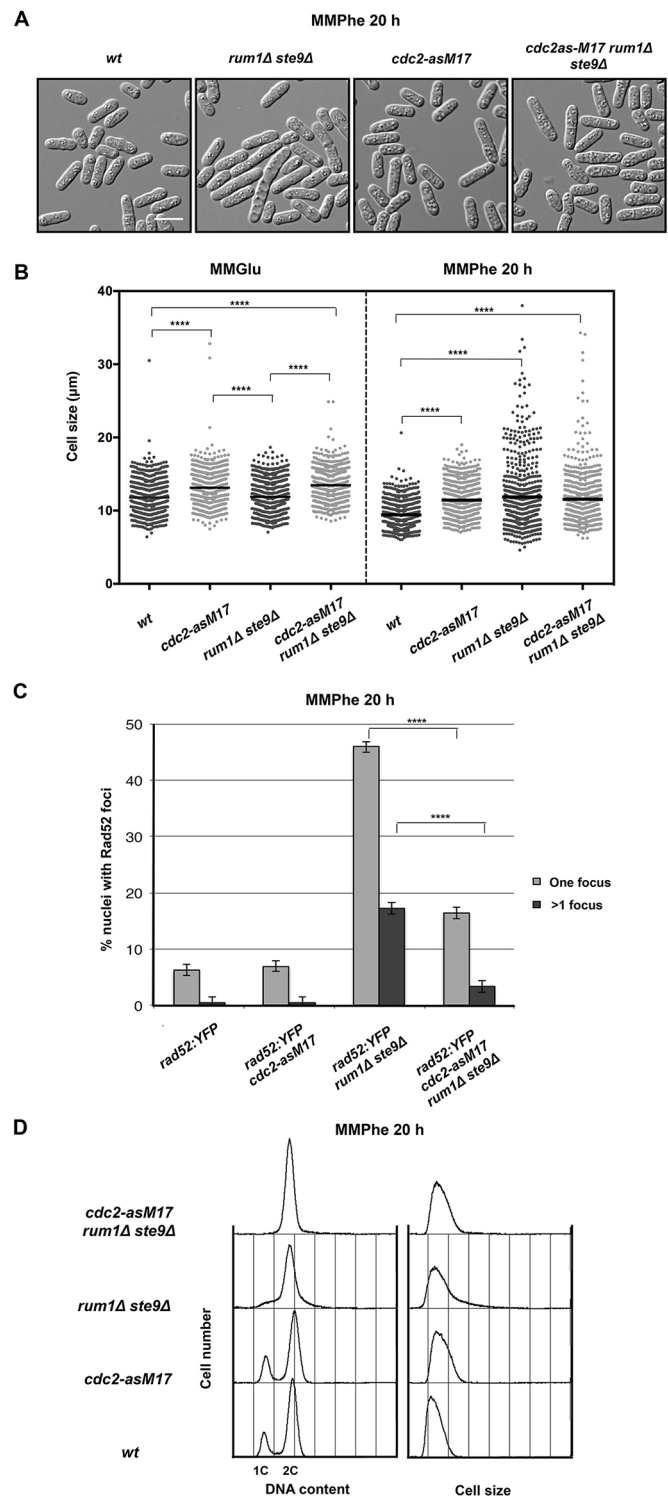 A
MMPhe 20 h
wt
rum1Δ ste9Δ
cdc2-asM17
cdc2as-M17 rum1Δ
ste9Δ
B
MMGlu
MMPhe 20 h
Cell size (µm)
40
30
20
10
0
****
****
****
****
****
****
****
wt
cdc2-asM17
rum1Δ ste9Δ
cdc2-asM17
rum1Δ ste9Δ
wt
cdc2-asM17
rum1Δ ste9Δ
cdc2-asM17
rum1Δ ste9Δ
C
MMPhe 20 h
% nuclei with Rad52 foci
50
40
30
20
10
0
****
****
One focus
>1 focus
rad52:YFP
rad52:YFP
cdc2-asM17
rad52:YFP
rum1Δ ste9Δ
rad52:YFP
cdc2-asM17
rum1Δ ste9Δ
D
MMPhe 20 h
cdc2-asM17
rum1Δ ste9Δ
rum1Δ ste9Δ
cdc2-asM17
wt
Cell number
1C
2C
DNA content
Cell size